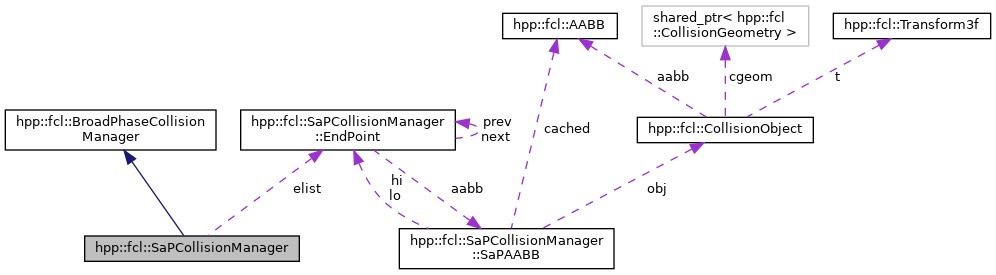 hpp::fcl::AABB
shared_ptr< hpp::fcl
::CollisionGeometry >
hpp::fcl::Transform3f
aabb
cgeom
t
hpp::fcl::BroadPhaseCollision
Manager
hpp::fcl::SaPCollisionManager
::EndPoint
prev
next
cached
hpp::fcl::CollisionObject
elist
hi
lo
aabb
obj
hpp::fcl::SaPCollisionManager
hpp::fcl::SaPCollisionManager
::SaPAABB